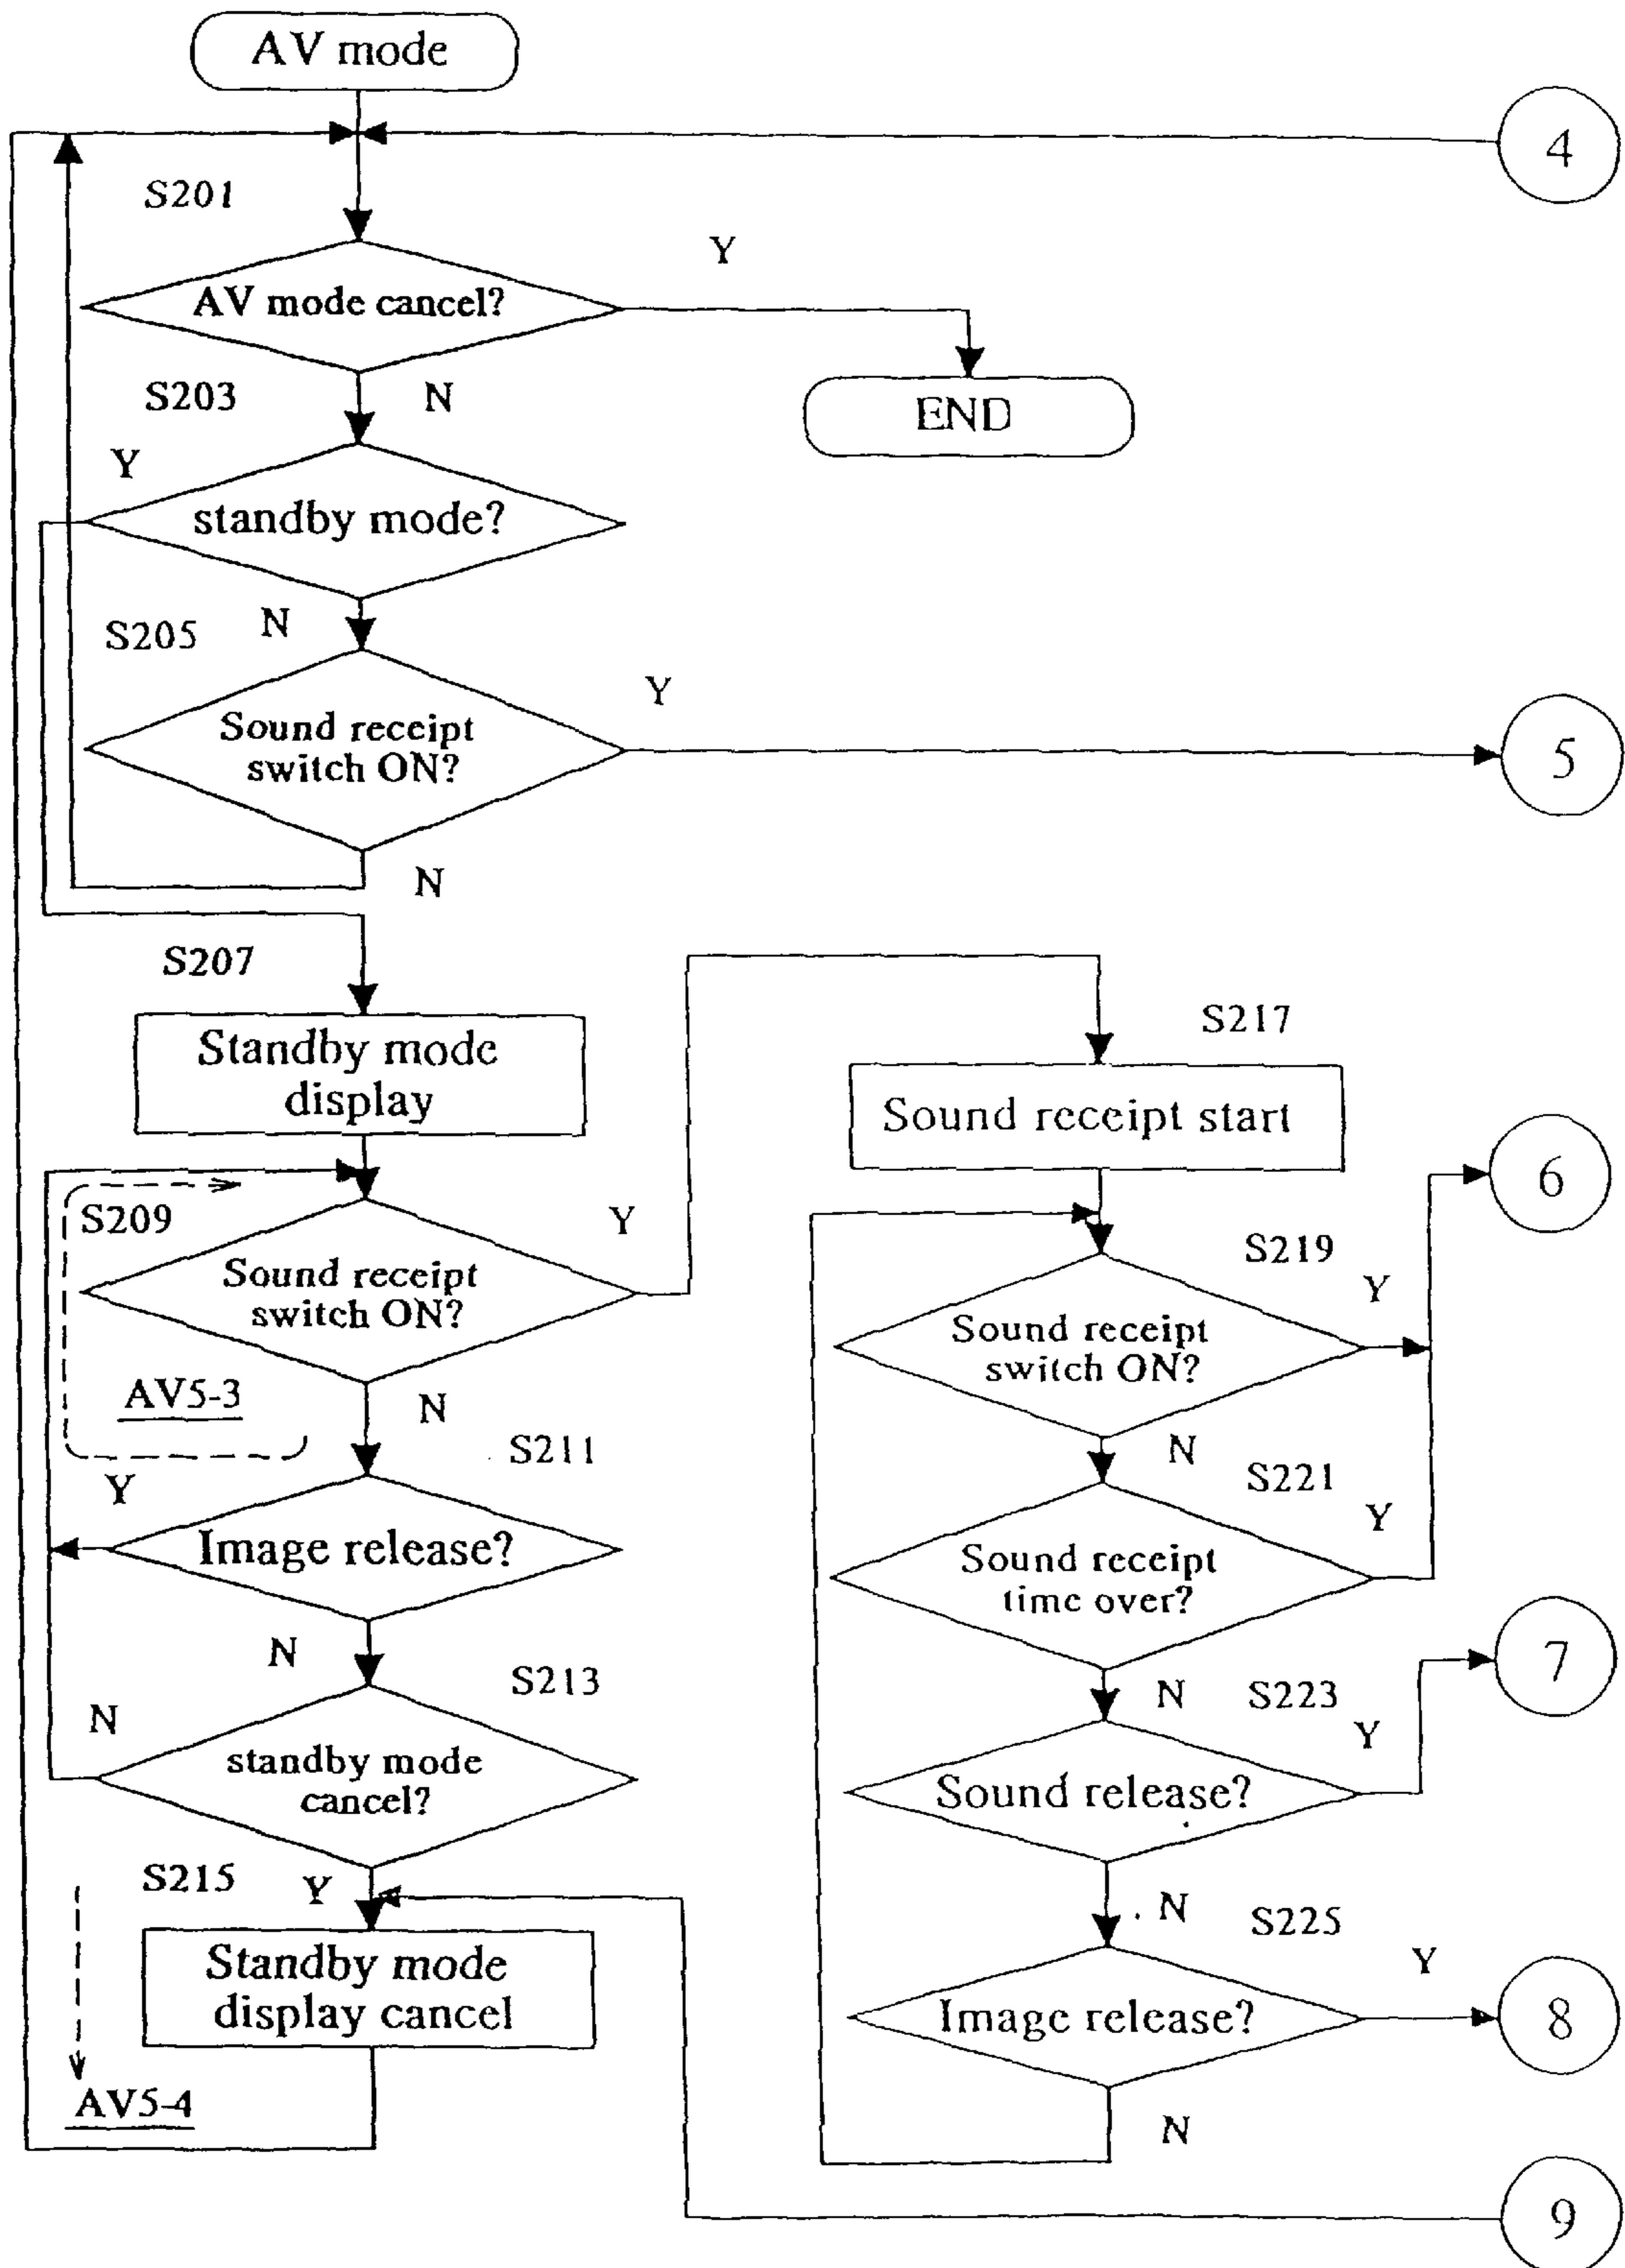 AV mode
4
S201
Y
AV mode cancel?
S203
N
END
Y
standby mode?
S205
N
Y
Sound receipt
switch ON?
5
N
S207
Standby mode
display
S217
Sound receipt start
6
S209
Y
Sound receipt
switch ON?
S219
Y
Sound receipt
switch ON?
AV5-3
N
S211
N
S221
Y
Y
Image release?
Sound receipt
time over?
7
N
S213
N
S223
Y
N
standby mode
cancel?
Sound release?
S215
Y
N
S225
Y
Standby mode
display cancel
Image release?
8
AV5-4
N
9